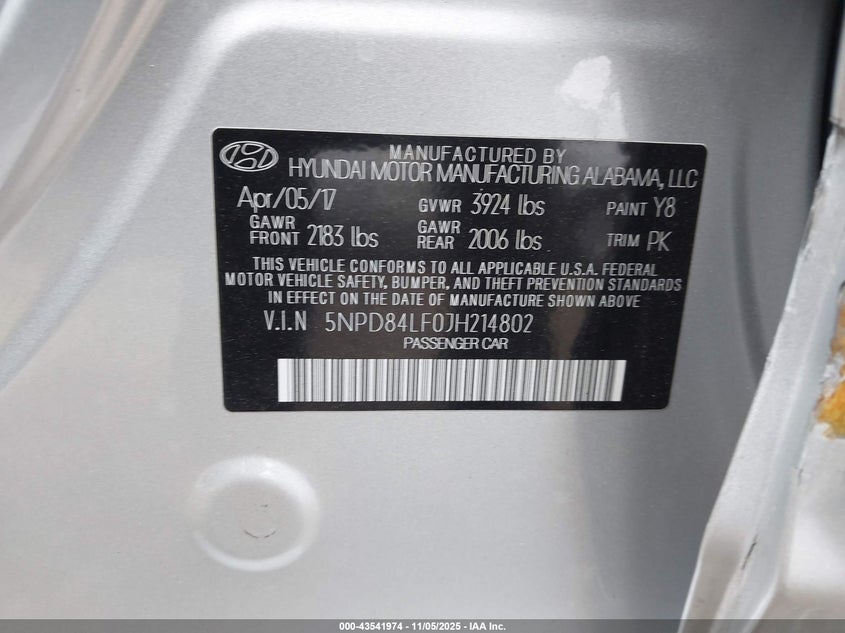 MANUFACTURED BY
HYUNDAI MOTOR MANUFACTURING ALABAMA, LLC
Apr/05/17 GVWR 3924 lbs PAINT Y8
GAWR FRONT 2183 lbs GAWR REAR 2006 lbs TRIM PK
THIS VEHICLE CONFORMS TO ALL APPLICABLE U.S.A. FEDERAL
MOTOR VEHICLE SAFETY, BUMPER, AND THEFT PREVENTION STANDARDS
IN EFFECT ON THE DATE OF MANUFACTURE SHOWN ABOVE
V.I.N 5NPD84LF0JH214802
PASSENGER CAR
000-43541974 - 11/05/2025 - IAA Inc.